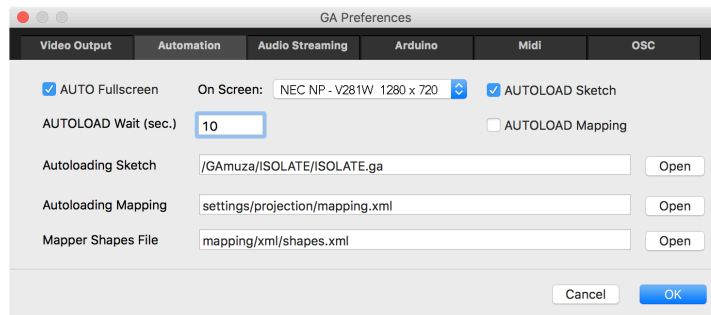 GA Preferences
Video Output Automation Audio Streaming Arduino Midi OSC
AUTO Fullscreen On Screen: NEC NP - V281W 1280 x 720 AUTOLOAD Sketch
AUTOLOAD Wait (sec.) 10 AUTOLOAD Mapping
Autoloading Sketch /GAmuza/ISOLATE/ISOLATE.ga Open
Autoloading Mapping settings/projection/mapping.xml Open
Mapper Shapes File mapping/xml/shapes.xml Open
Cancel OK